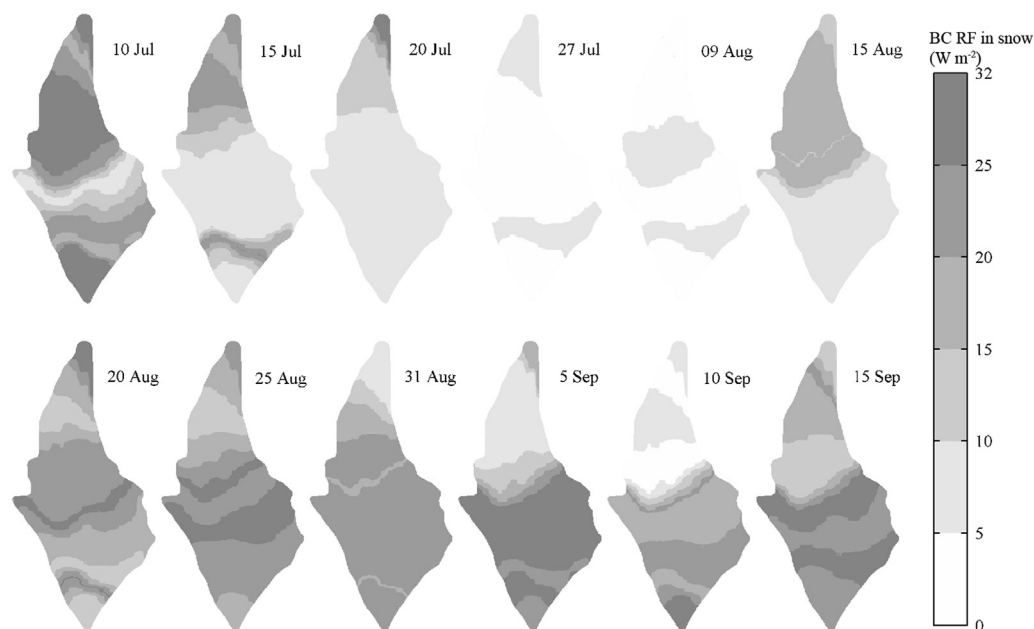 10 Jul
15 Jul
20 Jul
27 Jul
09 Aug
15 Aug
BC RF in snow
(W m-2)
32
25
20
15
10
5
0
20 Aug
25 Aug
31 Aug
5 Sep
10 Sep
15 Sep